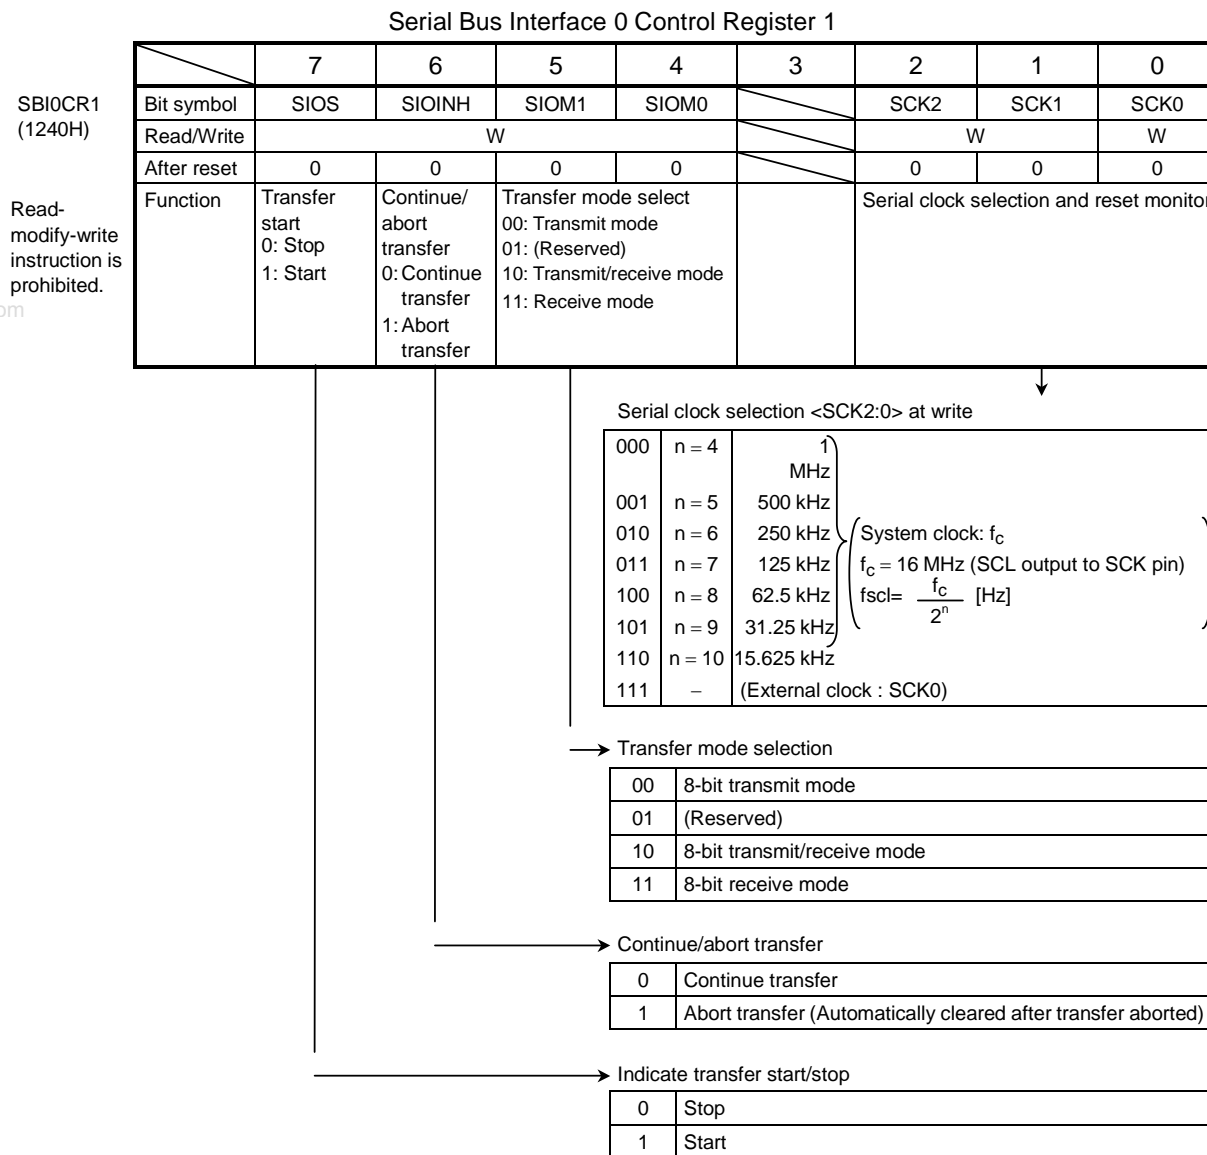 Serial Bus Interface 0 Control Register 1
7 6 5 4 3 2 1 0
SBI0CR1
(1240H)
Bit symbol SIOS SIOINH SIOM1 SIOM0 SCK2 SCK1 SCK0
Read/Write W W W
After reset 0 0 0 0 0 0 0
Read-
modify-write
instruction is
prohibited.
om
Function
Transfer
start
0: Stop
1: Start
Continue/
abort
transfer
0: Continue
transfer
1: Abort
transfer
Transfer mode select
00: Transmit mode
01: (Reserved)
10: Transmit/receive mode
11: Receive mode
Serial clock selection and reset monitor
Serial clock selection <SCK2:0> at write
000 n = 4 1
MHz
001 n = 5 500 kHz
010 n = 6 250 kHz
011 n = 7 125 kHz
100 n = 8 62.5 kHz
101 n = 9 31.25 kHz
110 n = 10 15.625 kHz
111 – (External clock : SCK0)
System clock: fc
fc = 16 MHz (SCL output to SCK pin)
fscl= fc/2^n [Hz]
Transfer mode selection
00 8-bit transmit mode
01 (Reserved)
10 8-bit transmit/receive mode
11 8-bit receive mode
Continue/abort transfer
0 Continue transfer
1 Abort transfer (Automatically cleared after transfer aborted)
Indicate transfer start/stop
0 Stop
1 Start